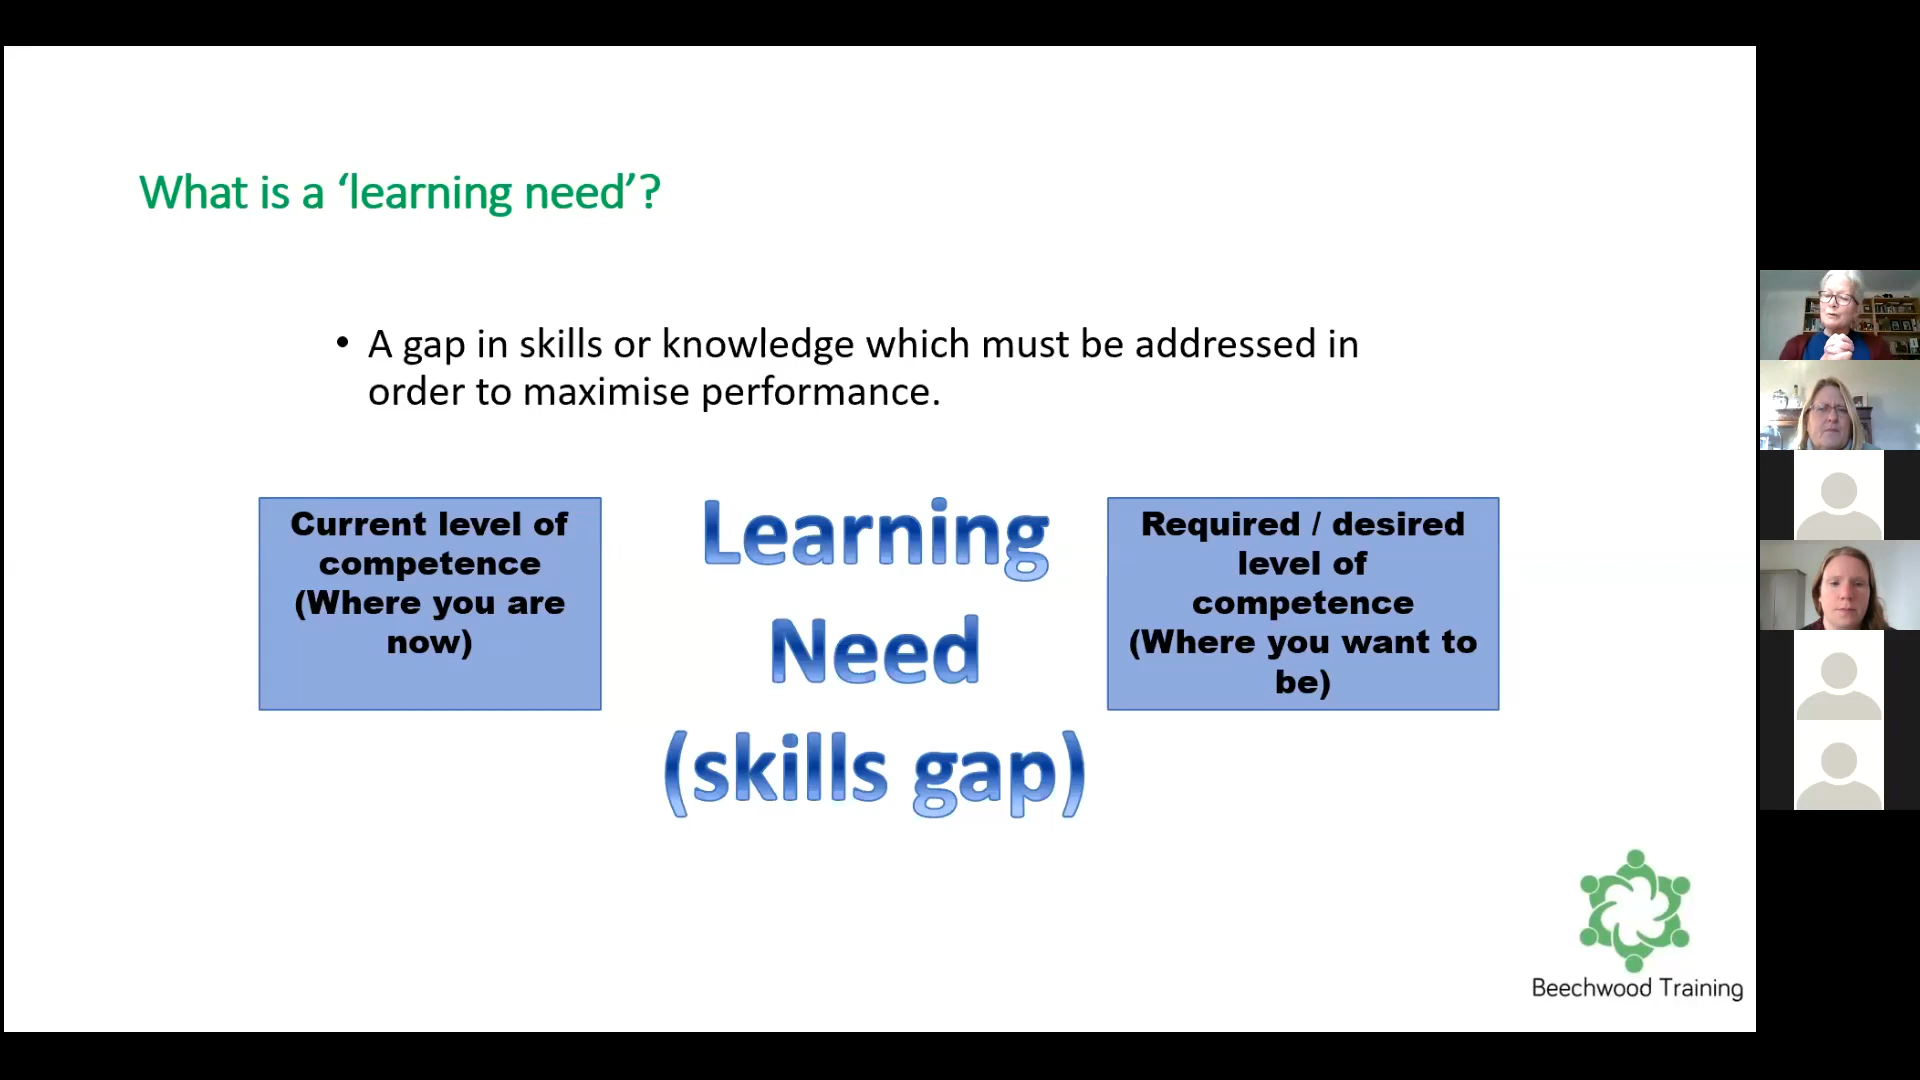 What is a ‘learning need’?
• A gap in skills or knowledge which must be addressed in
order to maximise performance.
Current level of
competence
(Where you are
now)
Learning
Need
(skills gap)
Required / desired
level of
competence
(Where you want to
be)
Beechwood Training